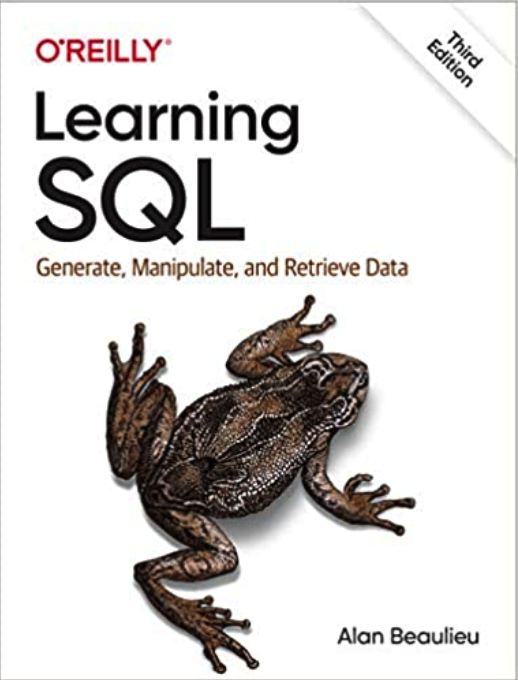 O'REILLY®
Third
Edition
Learning
SQL
Generate, Manipulate, and Retrieve Data
Alan Beaulieu